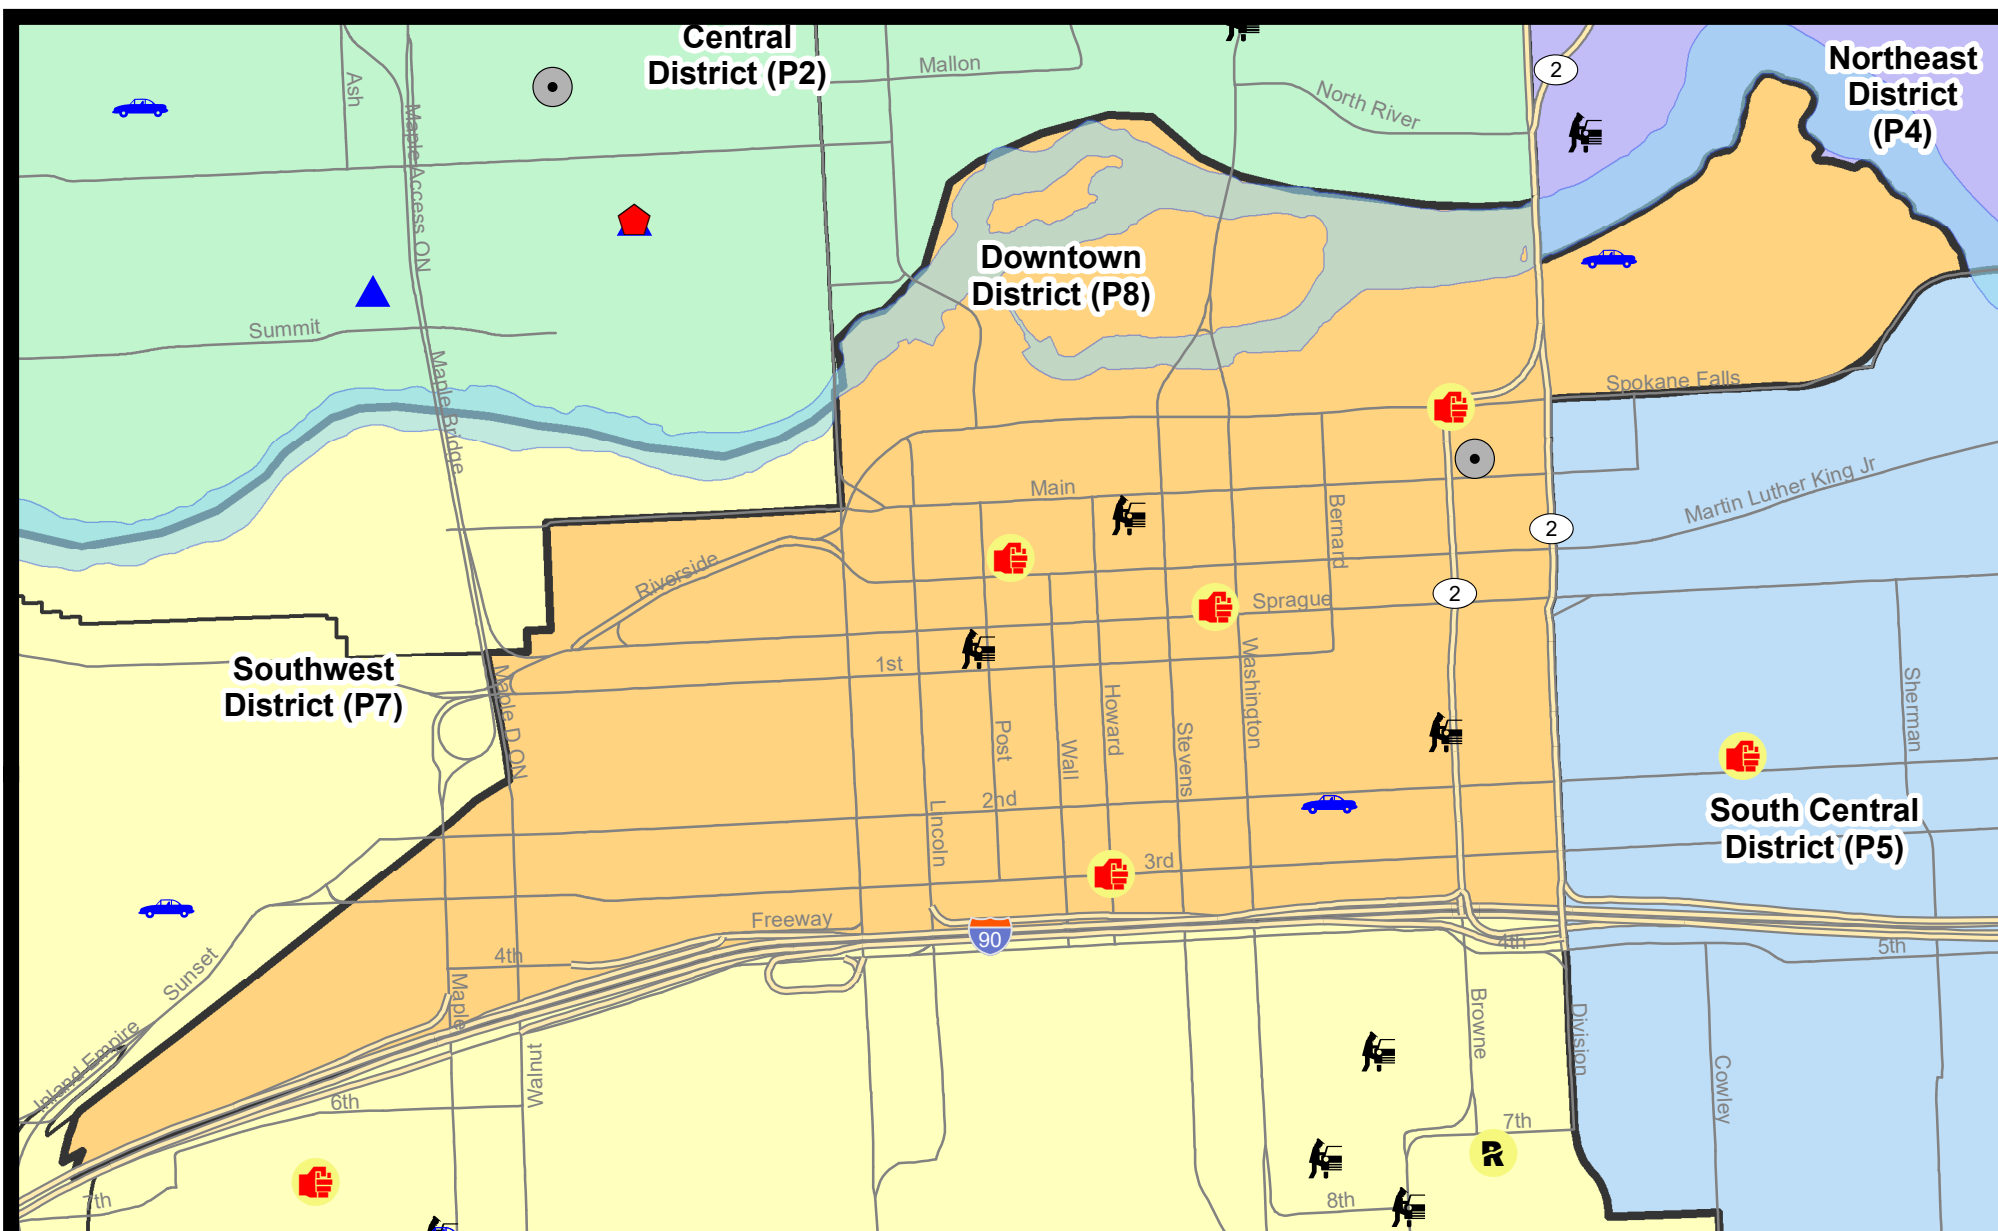 Central
District (P2)
Northeast
District
(P4)
2
Mallon
Ash
Maple Access ON
North River
Downtown
District (P8)
Summit
Maple Bridge
Spokane Falls
Main
Bernard
Martin Luther King Jr
2
Riverside
2
Sprague
Southwest
District (P7)
1st
Maple D ON
Washington
Howard
Post
Wall
Stevens
Sherman
2nd
Lincoln
South Central
District (P5)
3rd
Freeway
90
4th
4th
5th
Sunset
Maple
Browne
Division
Inland Empire
Walnut
Cowley
6th
7th
R
7th
8th